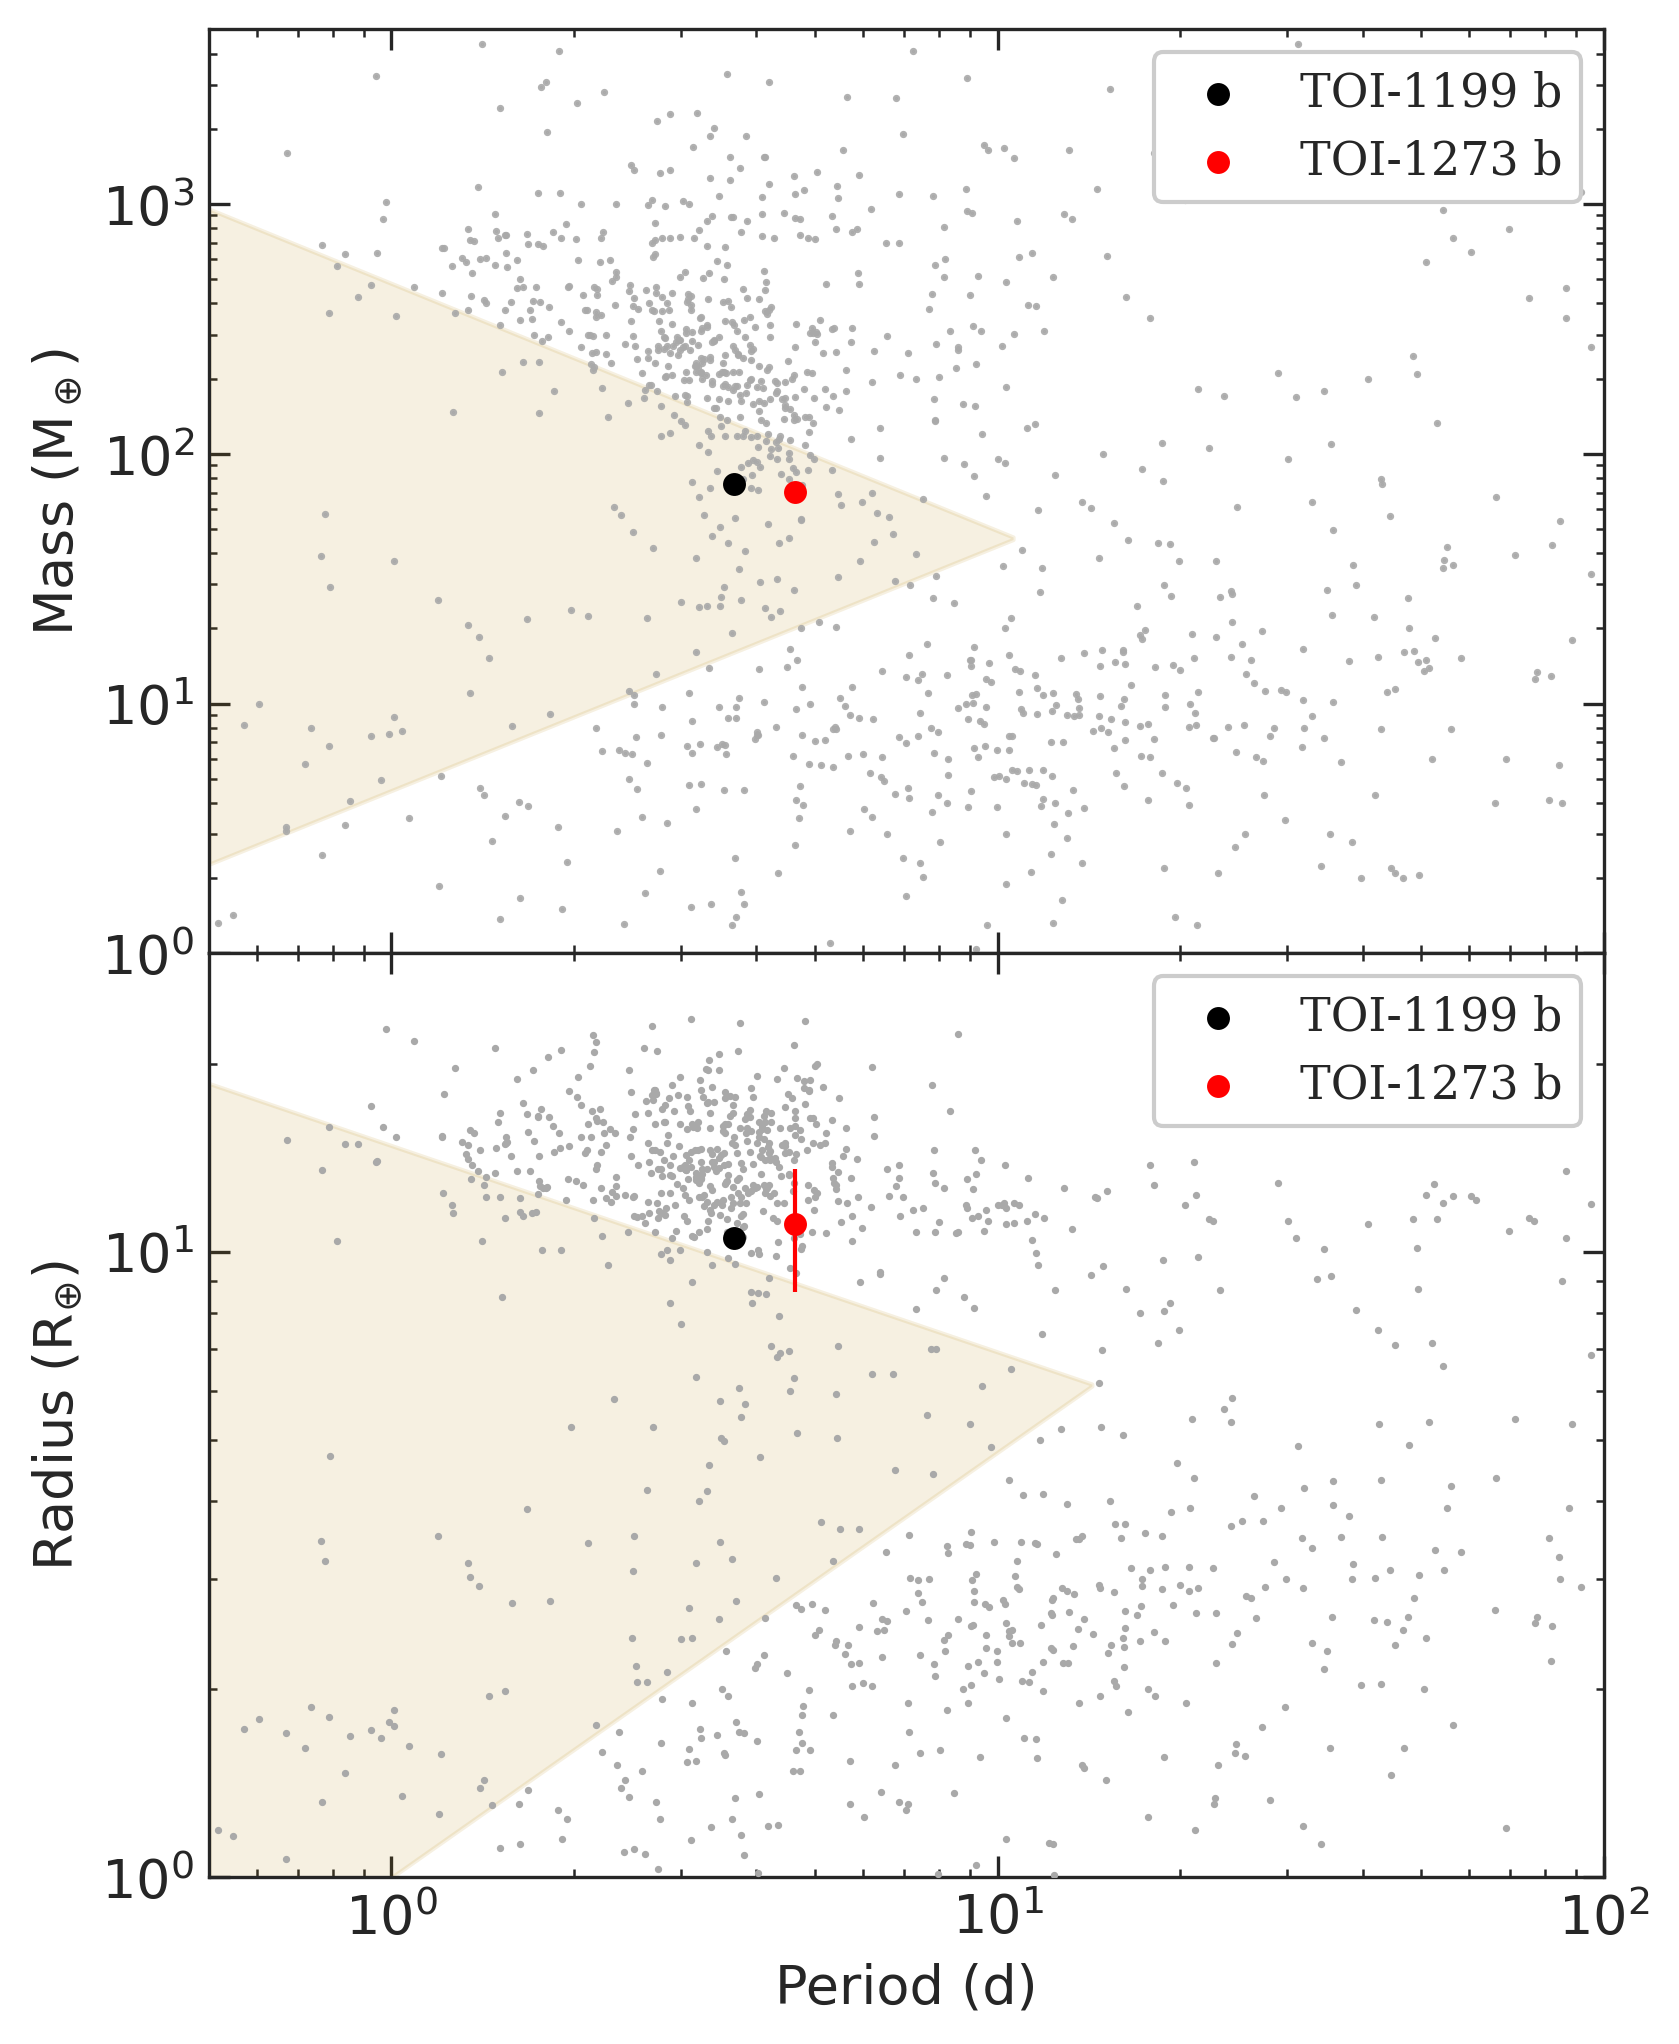 TOI-1199 b
TOI-1273 b
10³
10²
10¹
10⁰
Mass (M⊕)
TOI-1199 b
TOI-1273 b
10¹
10⁰
Radius (R⊕)
10⁰ 10¹ 10²
Period (d)